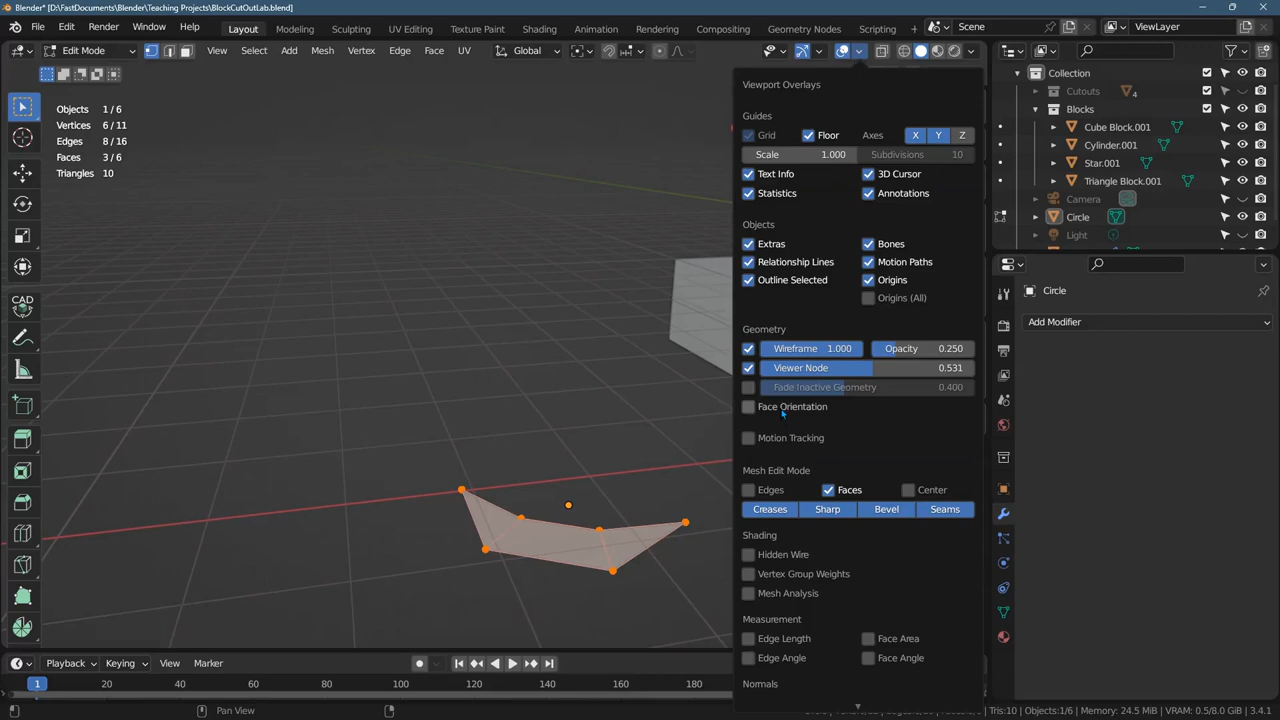 Blender* [D:\FastDocuments\Blender\Teaching Projects\BlockCutOutLab.blend]
File Edit Render Window Help Layout Modeling Sculpting UV Editing Texture Paint Shading Animation Rendering Compositing Geometry Nodes Scripting Scene ViewLayer
Edit Mode View Select Add Mesh Vertex Edge Face UV Global
Objects 1/6
Vertices 6/11
Edges 8/16
Faces 3/6
Triangles 10
CAD
Viewport Overlays
Guides
Grid Floor Axes X Y Z
Scale 1.000 Subdivisions 10
Text Info 3D Cursor
Statistics Annotations
Objects
Extras Bones
Relationship Lines Motion Paths
Outline Selected Origins
Origins (All)
Geometry
Wireframe 1.000 Opacity 0.250
Viewer Node 0.531
Fade Inactive Geometry 0.400
Face Orientation
Motion Tracking
Mesh Edit Mode
Edges Faces Center
Creases Sharp Bevel Seams
Shading
Hidden Wire
Vertex Group Weights
Mesh Analysis
Measurement
Edge Length Face Area
Edge Angle Face Angle
Normals
Collection
Cutouts 4
Blocks
Cube Block.001
Cylinder.001
Star.001
Triangle Block.001
Camera
Circle
Light
Circle
Add Modifier
Playback Keying View Marker
1 20 40 60 80 100 120 140 160 180
Pan View
Tris:10 | Objects:1/6 | Memory: 24.5 MiB | VRAM: 0.5/8.0 GiB | 3.4.1